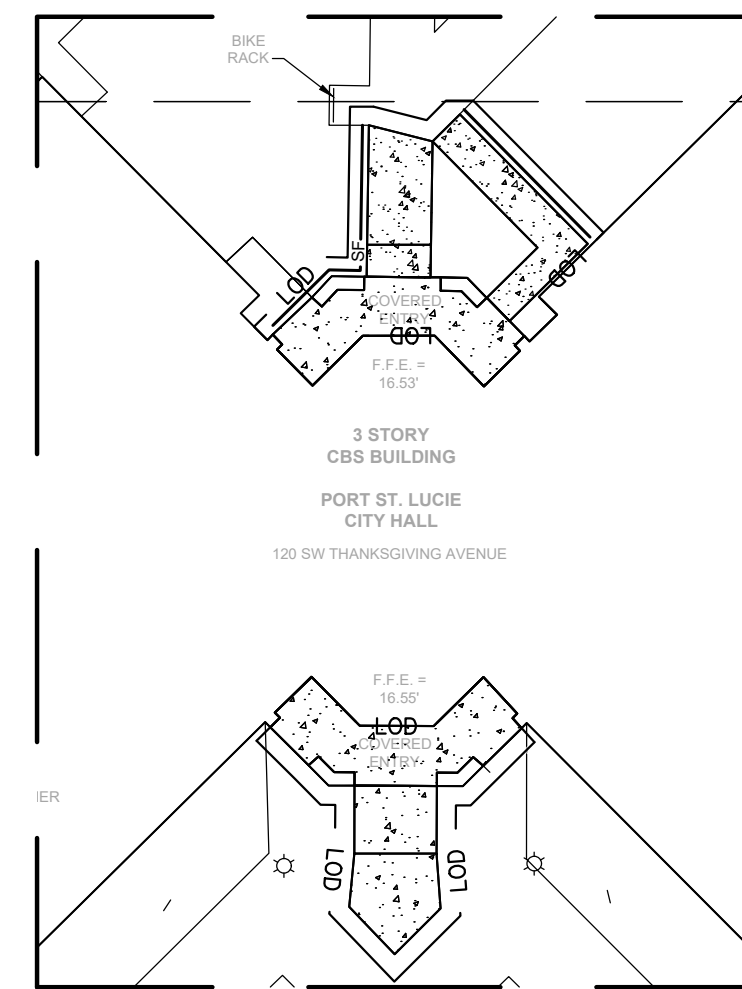 BIKE
RACK
SF
LOD
LOD
COVERED
ENTRY
LOD
F.F.E. =
16.53'
3 STORY
CBS BUILDING
PORT ST. LUCIE
CITY HALL
120 SW THANKSGIVING AVENUE
F.F.E. =
16.55'
LOD
COVERED
ENTRY
LOD
LOD